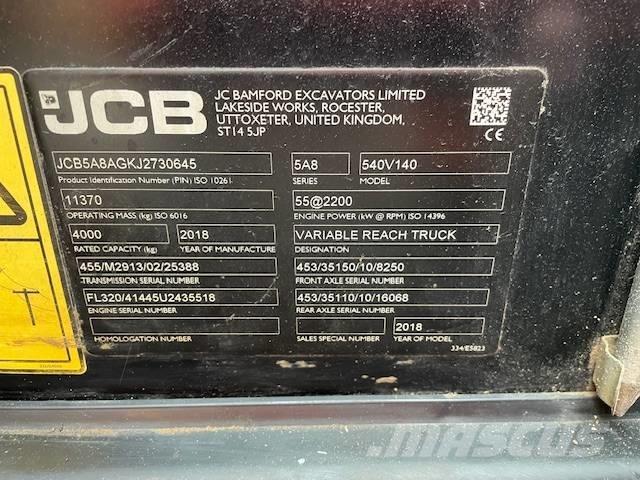 JCB
JC BAMFORD EXCAVATORS LIMITED
LAKESIDE WORKS, ROCESTER,
UTTOXETER, UNITED KINGDOM,
ST14 5JP
CE
JCB5A8AGKJ2730645
Product Identification Number (PIN) ISO 10261
5A8
SERIES
540V140
MODEL
11370
OPERATING MASS (kg) ISO 6016
55@2200
ENGINE POWER (kW @ RPM) ISO 14396
4000
RATED CAPACITY (kg)
2018
YEAR OF MANUFACTURE
VARIABLE REACH TRUCK
DESIGNATION
455/M2913/02/25388
TRANSMISSION SERIAL NUMBER
453/35150/10/8250
FRONT AXLE SERIAL NUMBER
FL320/41445U2435518
ENGINE SERIAL NUMBER
453/35110/10/16068
REAR AXLE SERIAL NUMBER
HOMOLOGATION NUMBER
SALES SPECIAL NUMBER
2018
YEAR OF MODEL
334/E5823
MASCUS